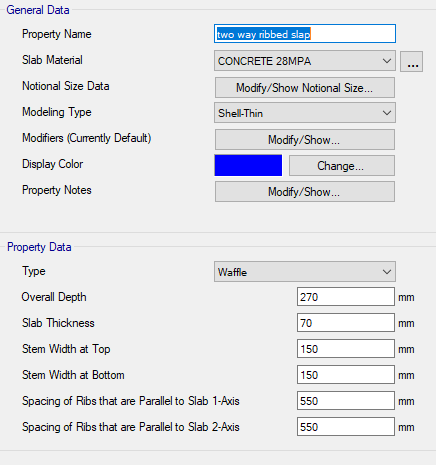 General Data
Property Name two way ribbed slap
Slab Material CONCRETE 28MPA ...
Notional Size Data Modify/Show Notional Size...
Modeling Type Shell-Thin
Modifiers (Currently Default) Modify/Show...
Display Color Change...
Property Notes Modify/Show...
Property Data
Type Waffle
Overall Depth 270 mm
Slab Thickness 70 mm
Stem Width at Top 150 mm
Stem Width at Bottom 150 mm
Spacing of Ribs that are Parallel to Slab 1-Axis 550 mm
Spacing of Ribs that are Parallel to Slab 2-Axis 550 mm